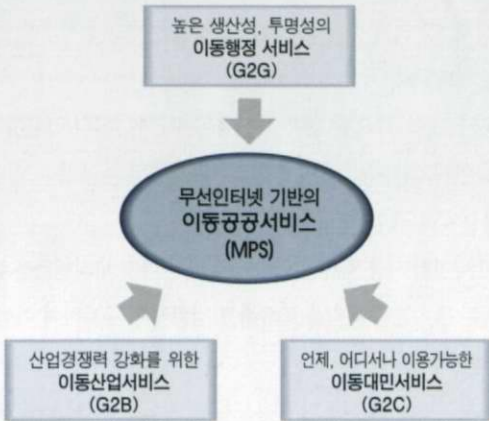 높은 생산성, 투명성의
이동행정 서비스
(G2G)
무선인터넷 기반의
이동공공서비스
(MPS)
산업경쟁력 강화를 위한
이동산업서비스
(G2B)
언제, 어디서나 이용가능한
이동대민서비스
(G2C)